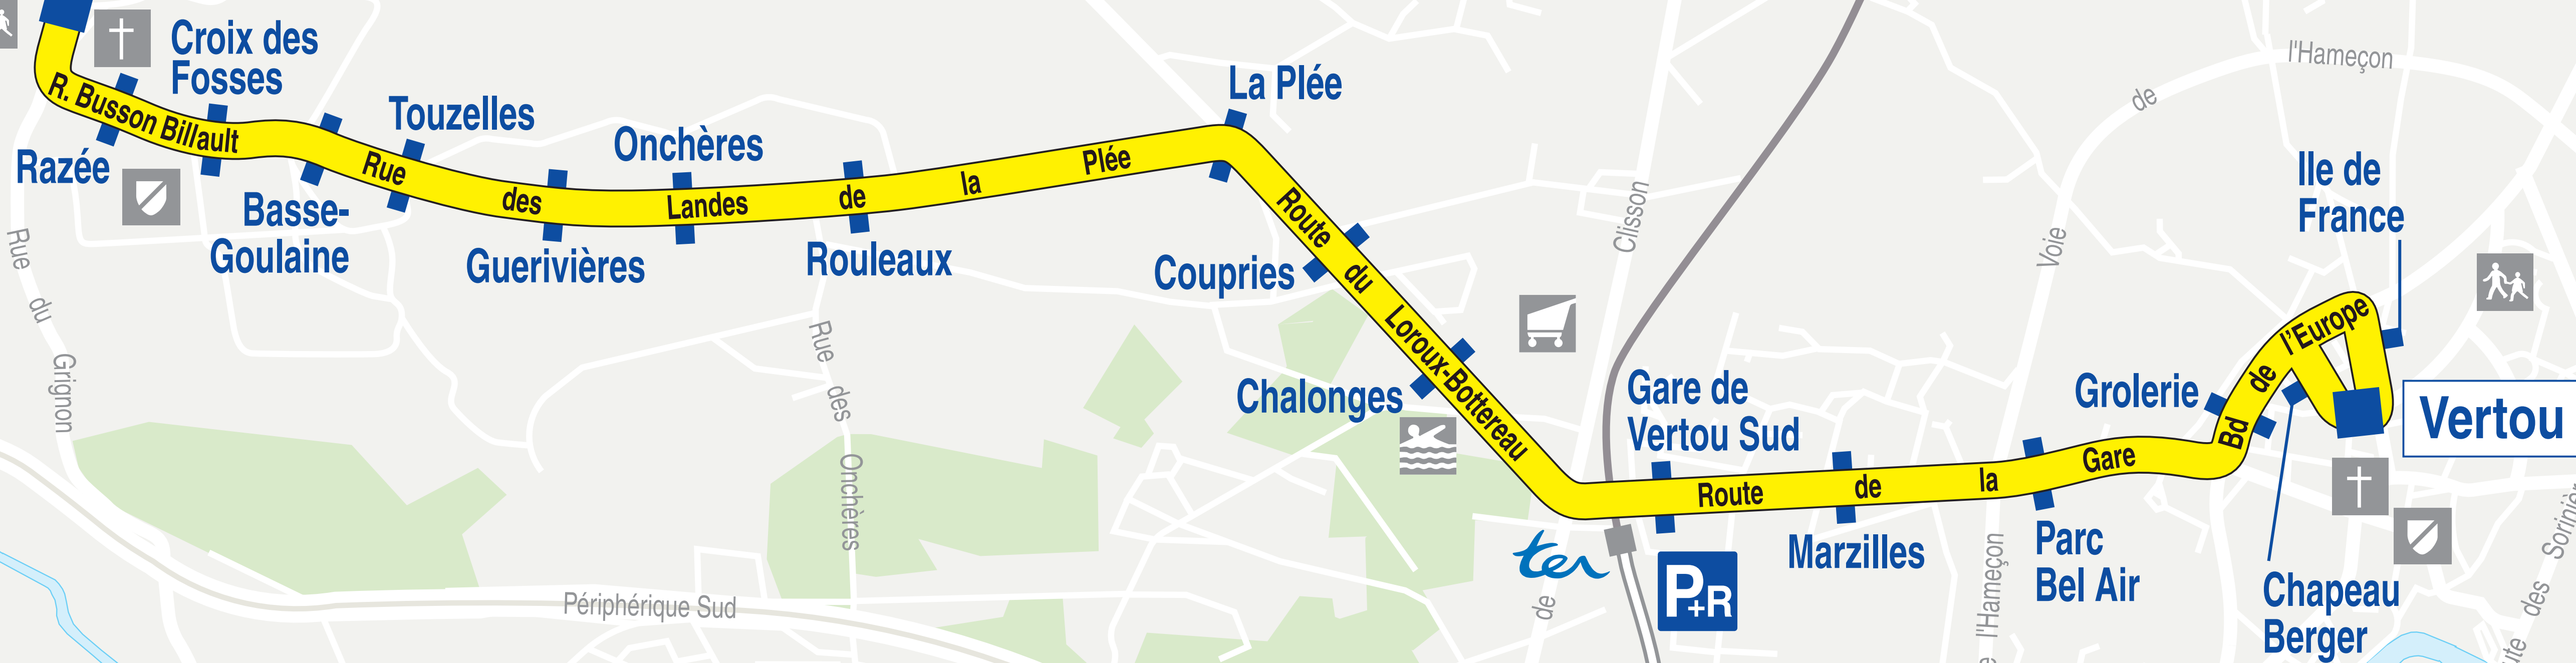 Croix des
Fosses
R. Busson Billault
Razée
Touzelles
Basse-
Goulaine
Rue des Landes de la Plée
Guerivières
Onchères
Rouleaux
La Plée
Coupries
Route du Loroux-Bottereau
Chalonges
Gare de
Vertou Sud
ter
P+R
Route de la Gare
Marzilles
Parc
Bel Air
Grolerie
Bd de l'Europe
Ile de
France
Vertou
Chapeau
Berger
Rue du Grignon
Rue des Onchères
Périphérique Sud
de Clisson
Voie de l'Hameçon
l'Hameçon
des